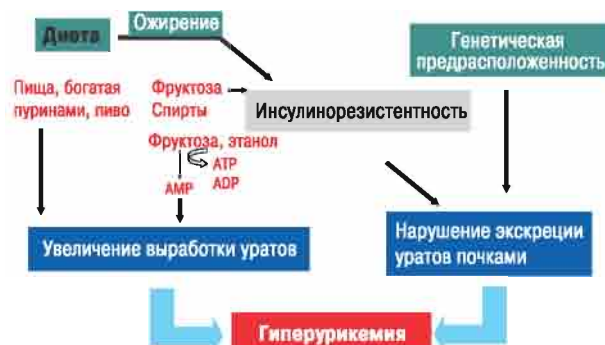 Диета
Ожирение
Генетическая
предрасположенность
Пища, богатая
пуринами, пиво
Фруктоза
Спирты
Инсулинорезистентность
Фруктоза, этанол
ATP
ADP
AMP
Увеличение выработки уратов
Нарушение экскреции
уратов почками
Гиперурикемия